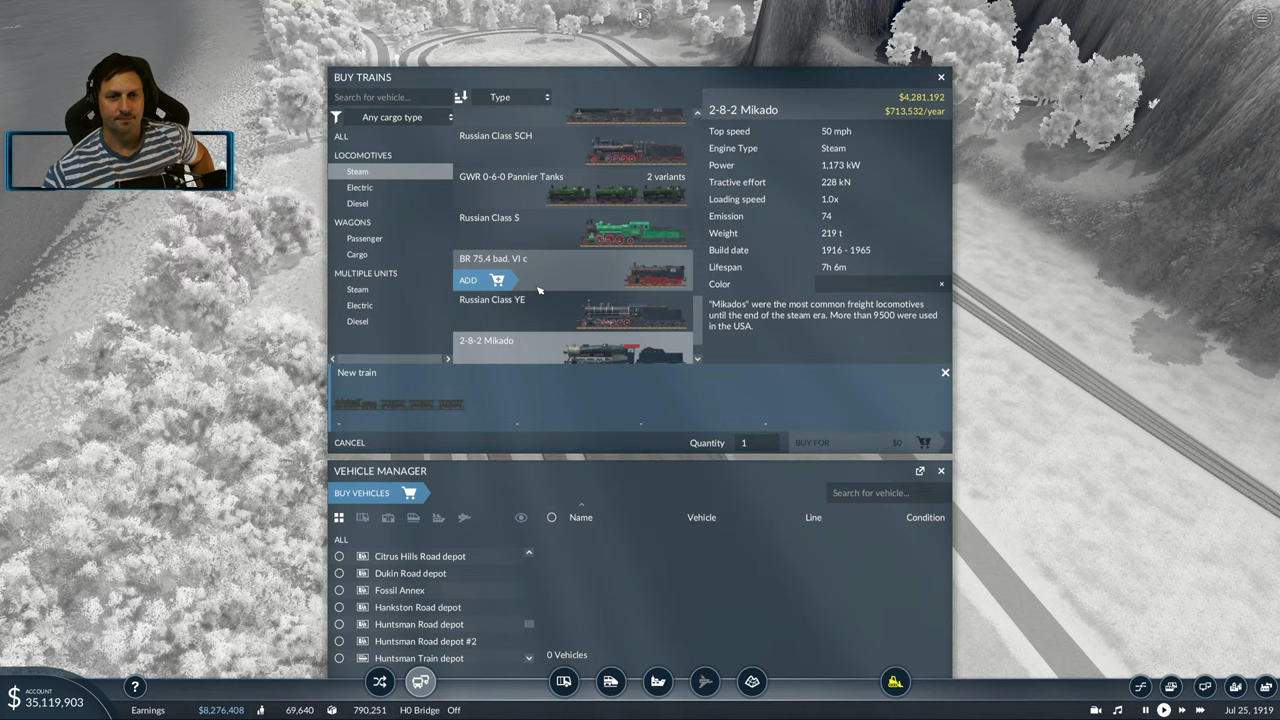 BUY TRAINS
Search for vehicle...
Type
Any cargo type
ALL
LOCOMOTIVES
Steam
Electric
Diesel
WAGONS
Passenger
Cargo
MULTIPLE UNITS
Steam
Electric
Diesel
Russian Class SCH
GWR 0-6-0 Pannier Tanks 2 variants
Russian Class S
BR 75.4 bad. VI c
ADD
Russian Class YE
2-8-2 Mikado
2-8-2 Mikado
$4,281,192
$713,532/year
Top speed 50 mph
Engine Type Steam
Power 1,173 kW
Tractive effort 228 kN
Loading speed 1.0x
Emission 74
Weight 219 t
Build date 1916 - 1965
Lifespan 7h 6m
Color
"Mikados" were the most common freight locomotives
until the end of the steam era. More than 9500 were used
in the USA.
New train
- - - -
CANCEL
Quantity 1
BUY FOR $0
VEHICLE MANAGER
BUY VEHICLES
Search for vehicle...
Name Vehicle Line Condition
ALL
Citrus Hills Road depot
Dukin Road depot
Fossil Annex
Hankston Road depot
Huntsman Road depot
Huntsman Road depot #2
Huntsman Train depot
0 Vehicles
$ ACCOUNT
35,119,903
?
Earnings $8,276,408 69,640 790,251 H0 Bridge Off
Jul 25, 1919